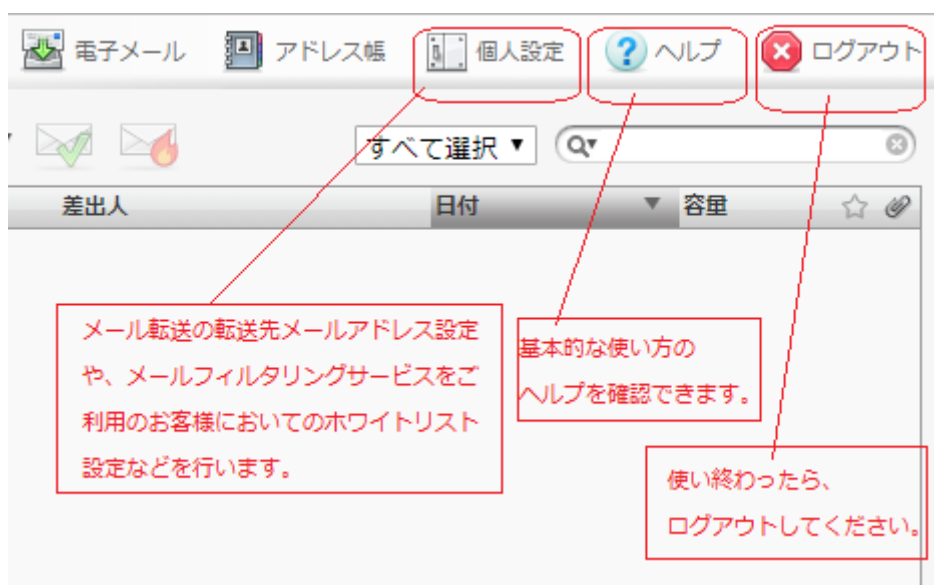 電子メール アドレス帳 個人設定 ヘルプ ログアウト
すべて選択
差出人 日付 容量
メール転送の転送先メールアドレス設定
や、メールフィルタリングサービスをご
利用のお客様においてのホワイトリスト
設定などを行います。
基本的な使い方の
ヘルプを確認できます。
使い終わったら、
ログアウトしてください。